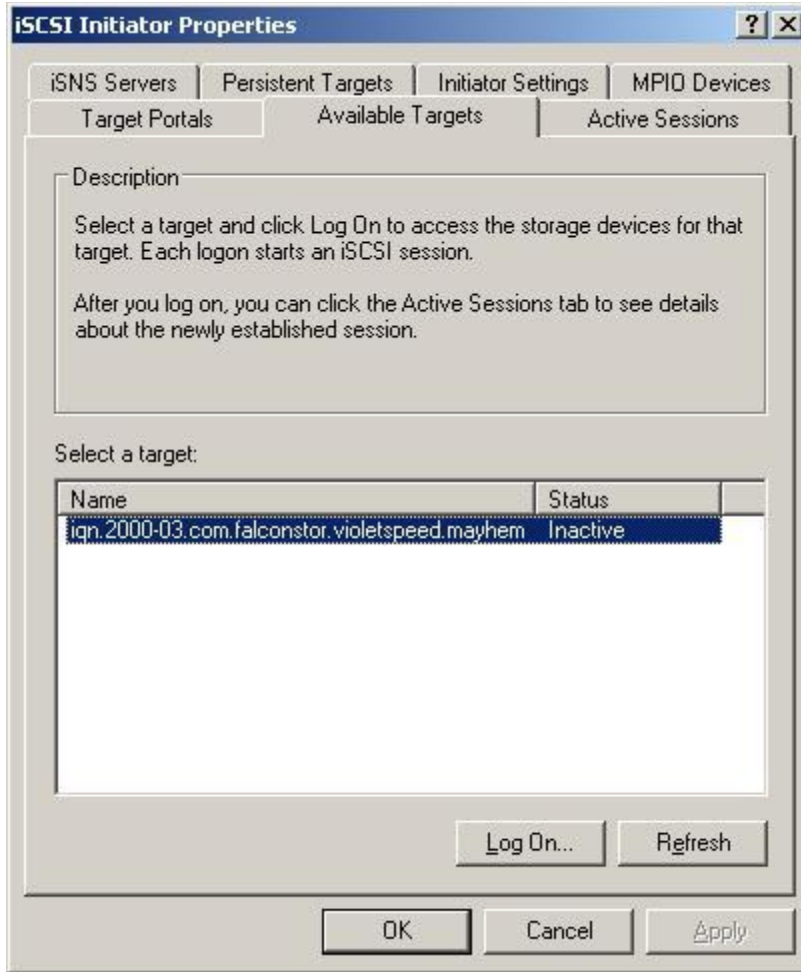 iSCSI Initiator Properties
iSNS Servers Persistent Targets Initiator Settings MPIO Devices
Target Portals Available Targets Active Sessions
Description
Select a target and click Log On to access the storage devices for that
target. Each logon starts an iSCSI session.
After you log on, you can click the Active Sessions tab to see details
about the newly established session.
Select a target:
Name Status
iqn.2000-03.com.falconstor.violetspeed.mayhem Inactive
Log On... Refresh
OK Cancel Apply